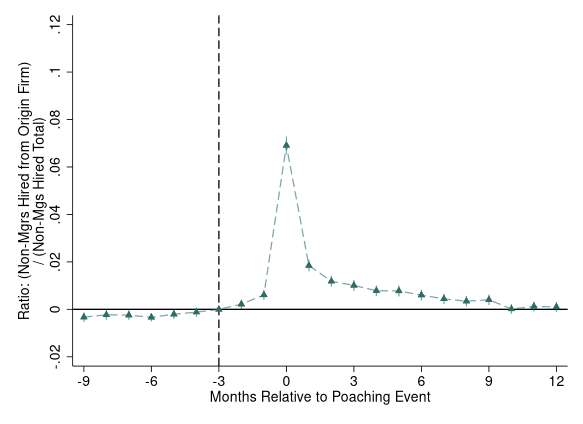 Ratio: (Non-Mgrs Hired from Origin Firm)
/ (Non-Mgs Hired Total)
.12
.1
.08
.06
.04
.02
0
-.02
-9 -6 -3 0 3 6 9 12
Months Relative to Poaching Event